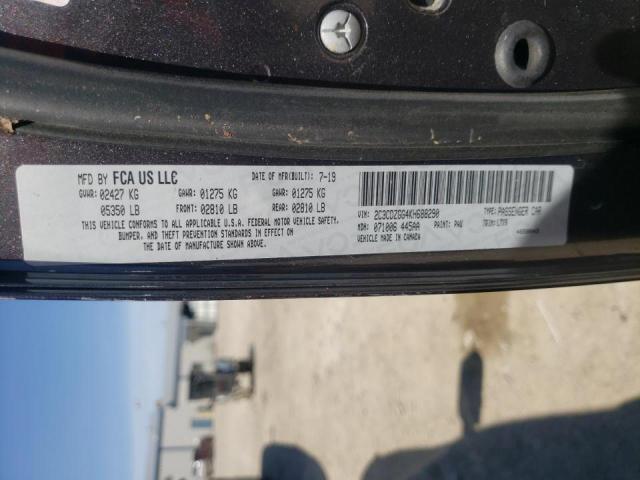 MFD BY FCA US LLC DATE OF MFR(BUILT): 7-19
GVWR: 02427 KG GAWR: 01275 KG GAWR: 01275 KG
05350 LB FRONT: 02810 LB REAR: 02810 LB
THIS VEHICLE CONFORMS TO ALL APPLICABLE U.S.A. FEDERAL MOTOR VEHICLE SAFETY,
BUMPER, AND THEFT PREVENTION STANDARDS IN EFFECT ON
THE DATE OF MANUFACTURE SHOWN ABOVE.
VIN: 2C3CDZGG4KH688290 TYPE: PASSENGER CAR
MDH: 071006 445AA PAINT: PAU TRIM:
VEHICLE MADE IN CANADA